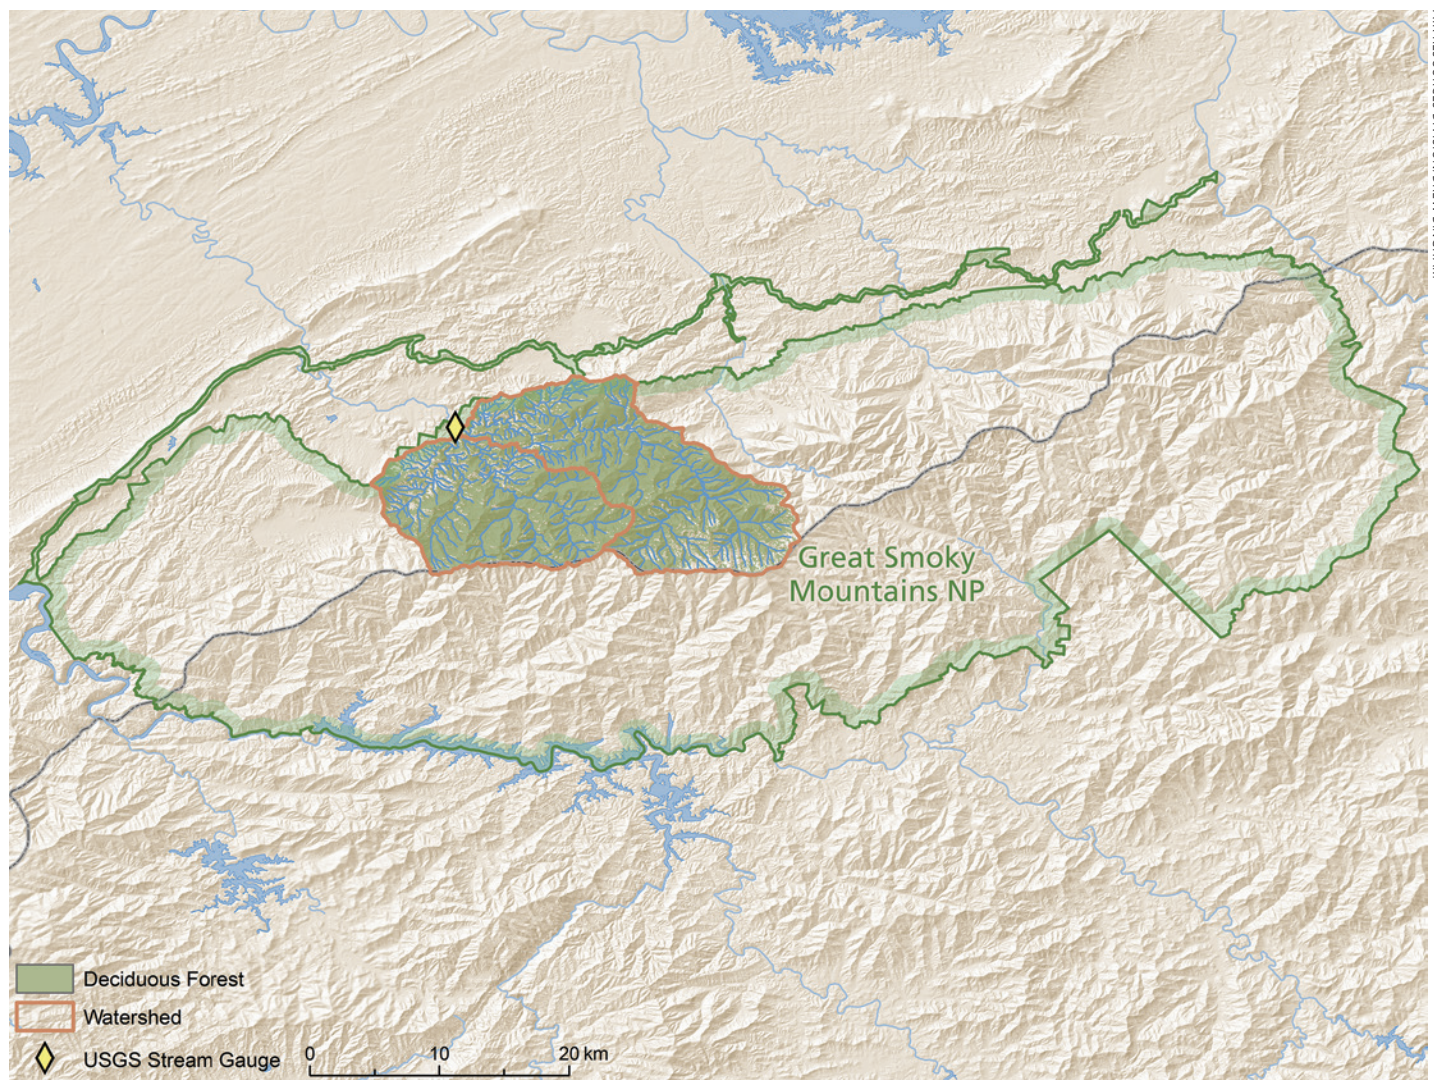 Great Smoky
Mountains NP
Deciduous Forest
Watershed
USGS Stream Gauge
0 10 20 km